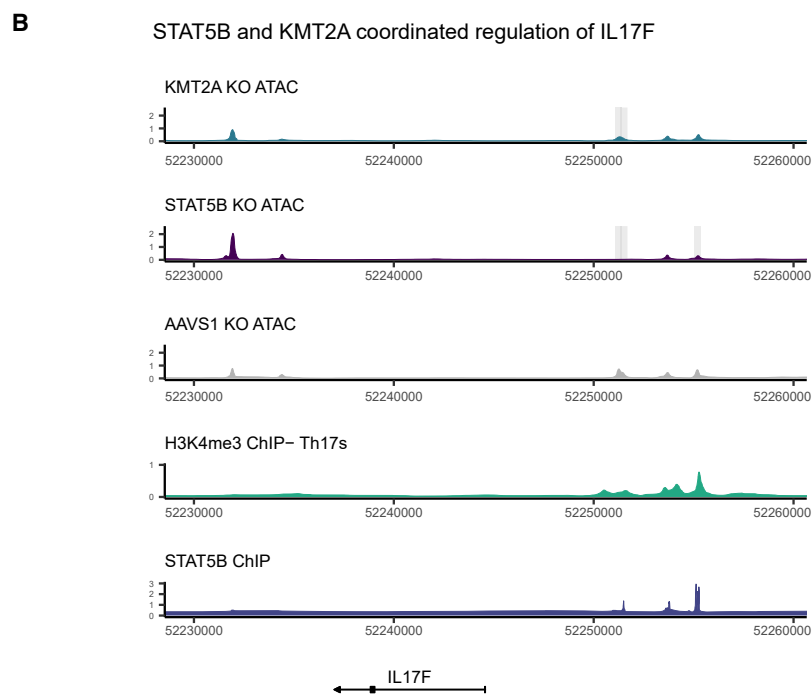 B
STAT5B and KMT2A coordinated regulation of IL17F
KMT2A KO ATAC
2
1
0
52230000 52240000 52250000 52260000
STAT5B KO ATAC
2
1
0
52230000 52240000 52250000 52260000
AAVS1 KO ATAC
2
1
0
52230000 52240000 52250000 52260000
H3K4me3 ChIP− Th17s
1
0
52230000 52240000 52250000 52260000
STAT5B ChIP
3
2
1
0
52230000 52240000 52250000 52260000
IL17F